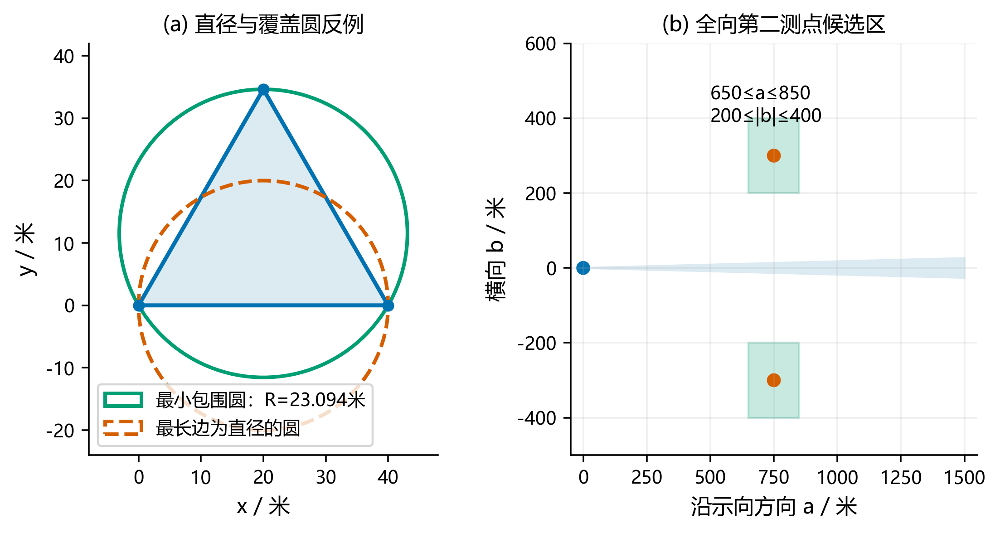 (a) 直径与覆盖圆反例
40
30
20
10
0
-10
-20
y / 米
最小包围圆：R=23.094米
最长边为直径的圆
0 10 20 30 40
x / 米
(b) 全向第二测点候选区
600
400
200
0
-200
-400
横向 b / 米
650≤a≤850
200≤|b|≤400
0 250 500 750 1000 1250 1500
沿示向方向 a / 米